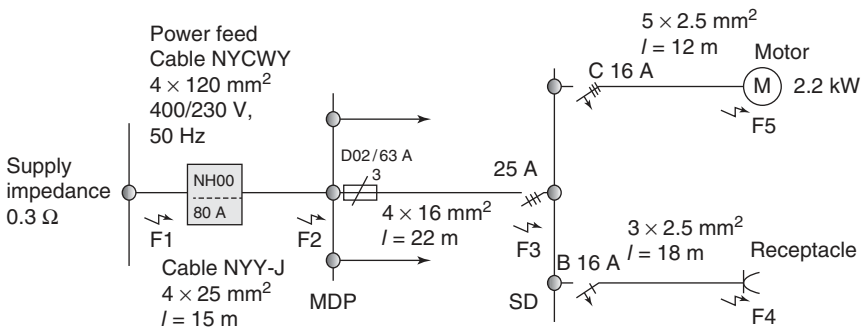 Power feed
Cable NYCWY
4 × 120 mm²
400/230 V,
50 Hz
Supply
impedance
0.3 Ω
NH00
80 A
F1
Cable NYY-J
4 × 25 mm²
l = 15 m
F2
MDP
D02/63 A
3
4 × 16 mm²
l = 22 m
25 A
F3
SD
5 × 2.5 mm²
l = 12 m
C 16 A
Motor
M
2.2 kW
F5
3 × 2.5 mm²
l = 18 m
B 16 A
Receptacle
F4